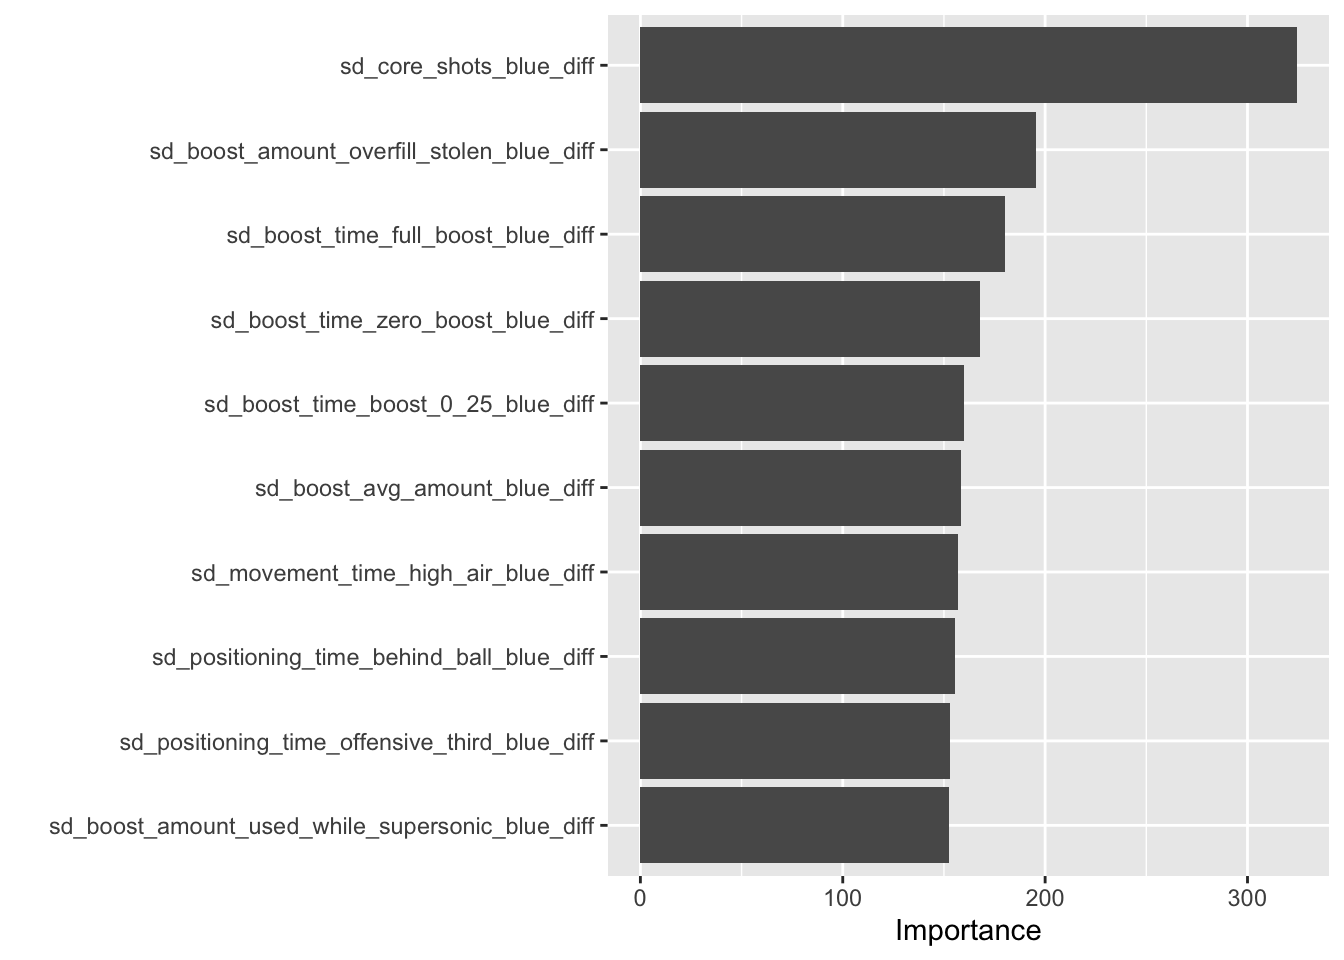 sd_core_shots_blue_diff
sd_boost_amount_overfill_stolen_blue_diff
sd_boost_time_full_boost_blue_diff
sd_boost_time_zero_boost_blue_diff
sd_boost_time_boost_0_25_blue_diff
sd_boost_avg_amount_blue_diff
sd_movement_time_high_air_blue_diff
sd_positioning_time_behind_ball_blue_diff
sd_positioning_time_offensive_third_blue_diff
sd_boost_amount_used_while_supersonic_blue_diff
0 100 200 300
Importance